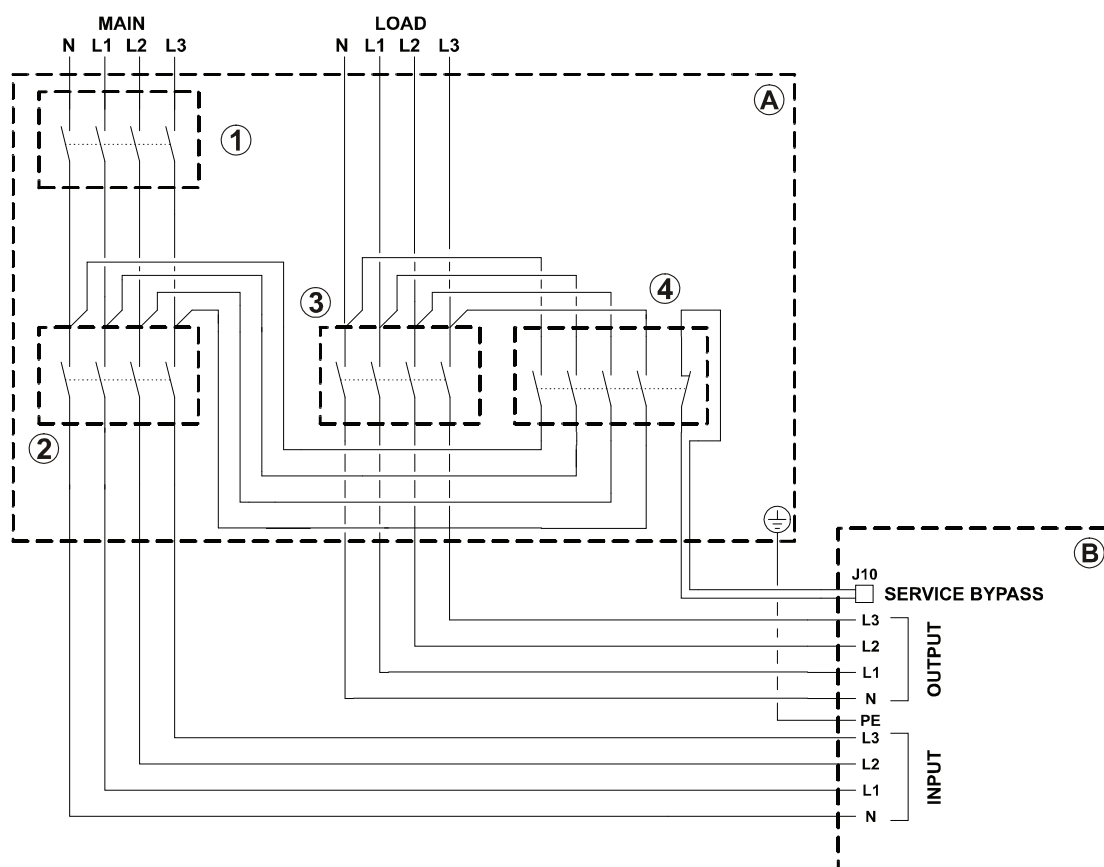 MAIN LOAD
N L1 L2 L3 N L1 L2 L3
A
1
3
4
2
B
J10
SERVICE BYPASS
L3
L2
L1
N
OUTPUT
PE
L3
L2
L1
N
INPUT